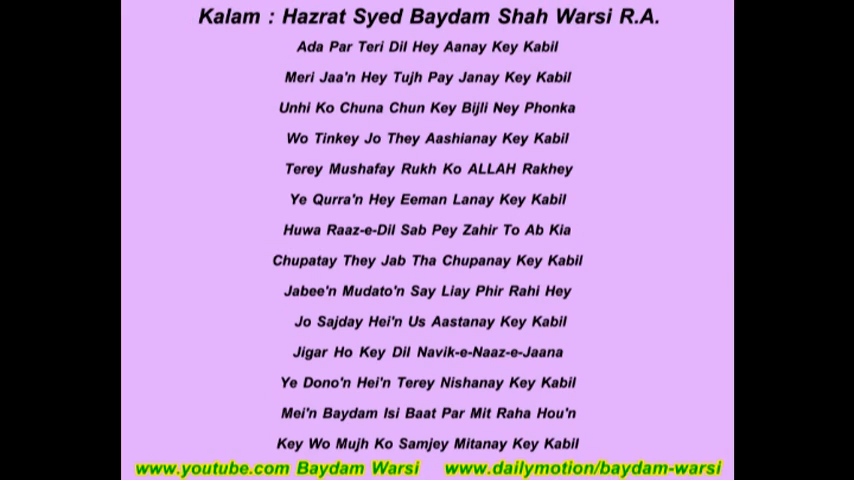 Kalam : Hazrat Syed Baydam Shah Warsi R.A.
Ada Par Teri Dil Hey Aanay Key Kabil
Meri Jaa'n Hey Tujh Pay Janay Key Kabil
Unhi Ko Chuna Chun Key Bijli Ney Phonka
Wo Tinkey Jo They Aashianay Key Kabil
Terey Mushafay Rukh Ko ALLAH Rakhey
Ye Qurra'n Hey Eeman Lanay Key Kabil
Huwa Raaz-e-Dil Sab Pey Zahir To Ab Kia
Chupatay They Jab Tha Chupanay Key Kabil
Jabee'n Mudato'n Say Liay Phir Rahi Hey
Jo Sajday Hei'n Us Aastanay Key Kabil
Jigar Ho Key Dil Navik-e-Naaz-e-Jaana
Ye Dono'n Hei'n Terey Nishanay Key Kabil
Mei'n Baydam Isi Baat Par Mit Raha Hou'n
Key Wo Mujh Ko Samjey Mitanay Key Kabil
www.youtube.com Baydam Warsi www.dailymotion/baydam-warsi